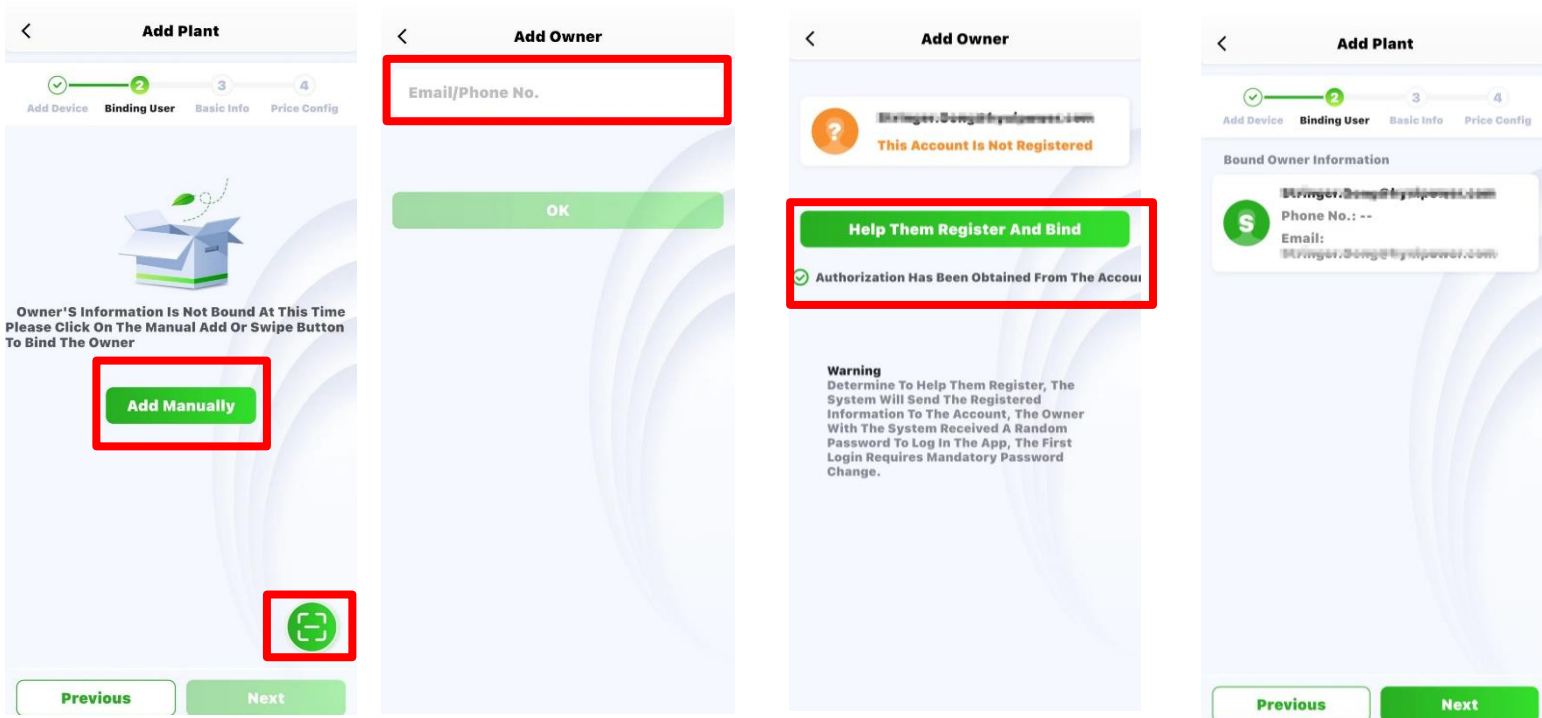 Add Plant
2
3
4
Add Device
Binding User
Basic Info
Price Config
Owner'S Information Is Not Bound At This Time
Please Click On The Manual Add Or Swipe Button
To Bind The Owner
Add Manually
Previous
Next
Add Owner
Email/Phone No.
OK
Add Owner
?
This Account Is Not Registered
Help Them Register And Bind
Authorization Has Been Obtained From The Accou
Warning
Determine To Help Them Register, The
System Will Send The Registered
Information To The Account, The Owner
With The System Received A Random
Password To Log In The App, The First
Login Requires Mandatory Password
Change.
Add Plant
2
3
4
Add Device
Binding User
Basic Info
Price Config
Bound Owner Information
S
Phone No.: --
Email:
Previous
Next